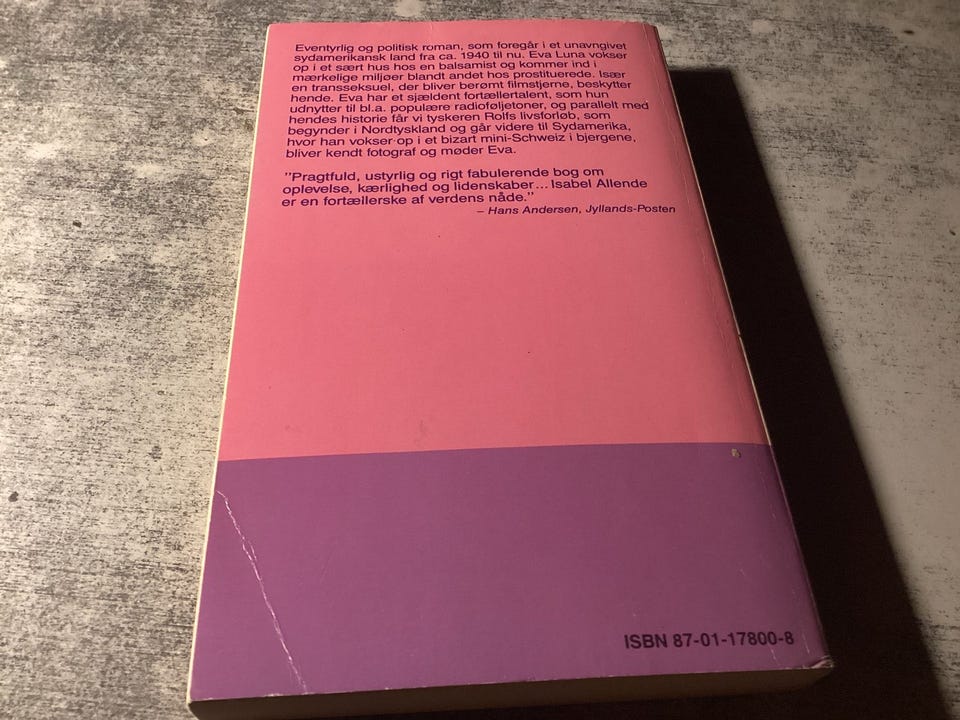 Eventyrlig og politisk roman, som foregår i et unavngivet
sydamerikansk land fra ca. 1940 til nu. Eva Luna vokser
op i et sært hus hos en balsamist og kommer ind i
mærkelige miljøer blandt andet hos prostituerede. Især
en transseksuel, der bliver berømt filmstjerne, beskytter
hende. Eva har et sjældent fortællertalent, som hun
udnytter til bl.a. populære radioføljetoner, og parallelt med
hendes historie får vi tyskeren Rolfs livsforløb, som
begynder i Nordtyskland og går videre til Sydamerika,
hvor han vokser op i et bizart mini-Schweiz i bjergene,
bliver kendt fotograf og møder Eva.
"Pragtfuld, ustyrlig og rigt fabulerende bog om
oplevelse, kærlighed og lidenskaber... Isabel Allende
er en fortællerske af verdens nåde."
– Hans Andersen, Jyllands-Posten
ISBN 87-01-17800-8